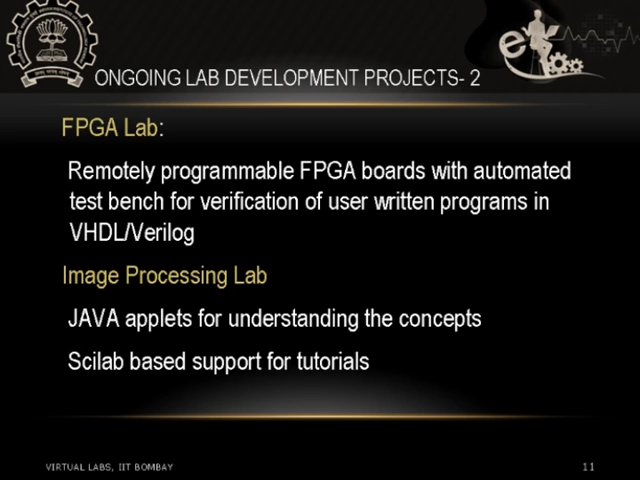 ONGOING LAB DEVELOPMENT PROJECTS- 2
FPGA Lab:
Remotely programmable FPGA boards with automated
test bench for verification of user written programs in
VHDL/Verilog
Image Processing Lab
JAVA applets for understanding the concepts
Scilab based support for tutorials
VIRTUAL LABS, IIT BOMBAY
11